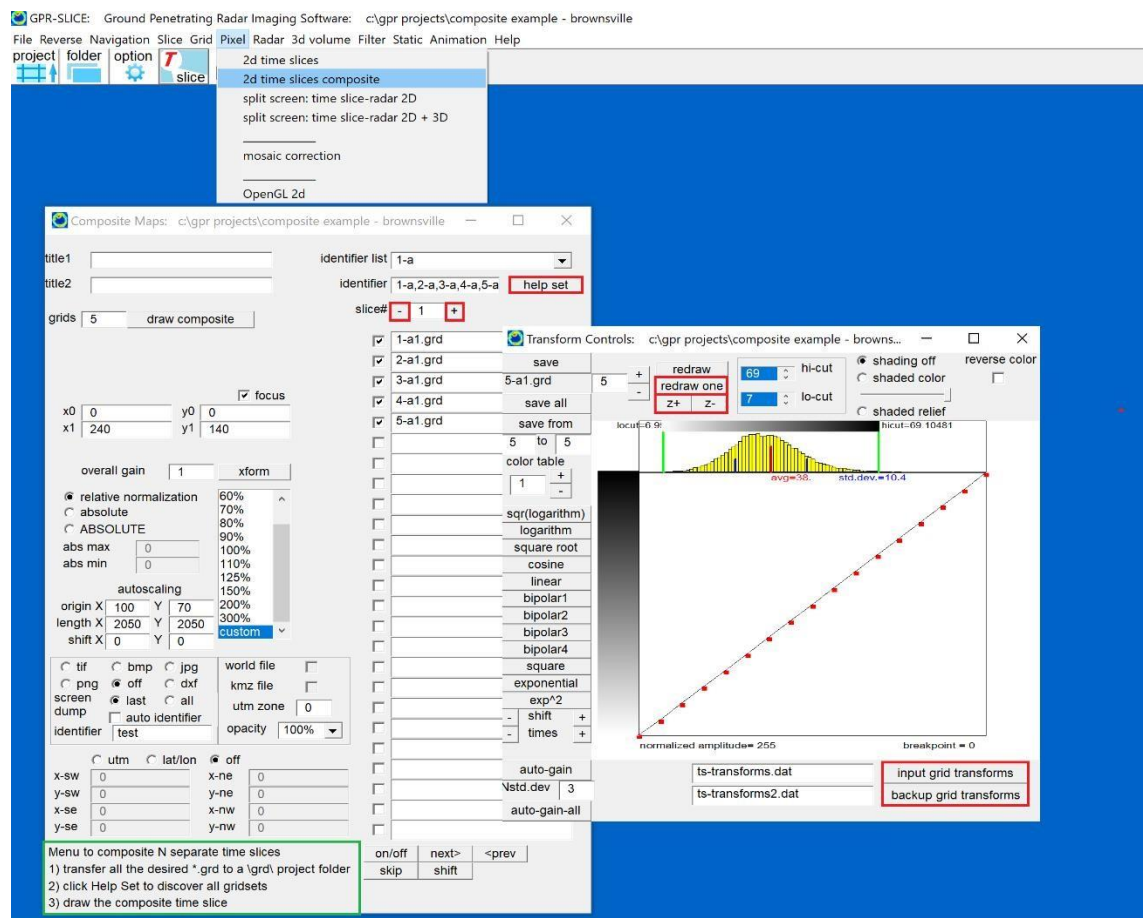 GPR-SLICE: Ground Penetrating Radar Imaging Software: c:\gpr projects\composite example - brownsville
File Reverse Navigation Slice Grid Pixel Radar 3d volume Filter Static Animation Help
project folder option T slice
2d time slices
2d time slices composite
split screen: time slice-radar 2D
split screen: time slice-radar 2D + 3D
mosaic correction
OpenGL 2d
Composite Maps: c:\gpr projects\composite example - brownsville
title1
identifier list 1-a
title2
identifier 1-a,2-a,3-a,4-a,5-a help set
slice# - 1 +
grids 5 draw composite
1-a1.grd
2-a1.grd
3-a1.grd
4-a1.grd
5-a1.grd
focus
x0 0 y0 0
x1 240 y1 140
overall gain 1 xform
relative normalization
absolute
ABSOLUTE
abs max 0
abs min 0
60%
70%
80%
90%
100%
110%
125%
150%
200%
300%
custom
autoscaling
origin X 100 Y 70
length X 2050 Y 2050
shift X 0 Y 0
tif bmp jpg
png off dxf
screen dump last all
auto identifier
identifier test
world file
kmz file
utm zone 0
opacity 100%
utm lat/lon off
x-sw 0 x-ne 0
y-sw 0 y-ne 0
x-se 0 x-nw 0
y-se 0 y-nw 0
Menu to composite N separate time slices
1) transfer all the desired *.grd to a \grd\ project folder
2) click Help Set to discover all gridsets
3) draw the composite time slice
on/off next> <prev
skip shift
Transform Controls: c:\gpr projects\composite example - browns...
save
5-a1.grd 5 + -
save all
save from
5 to 5
color table
1 + -
sqr(logarithm)
logarithm
square root
cosine
linear
bipolar1
bipolar2
bipolar3
bipolar4
square
exponential
exp^2
- shift +
- times +
auto-gain
Nstd.dev 3
auto-gain-all
redraw
redraw one
z+ z-
69 hi-cut
7 lo-cut
shading off
shaded color
shaded relief
reverse color
locut=6.9
hicut=69.10481
avg=38. std.dev.=10.4
normalized amplitude= 255 breakpoint = 0
ts-transforms.dat input grid transforms
ts-transforms2.dat backup grid transforms